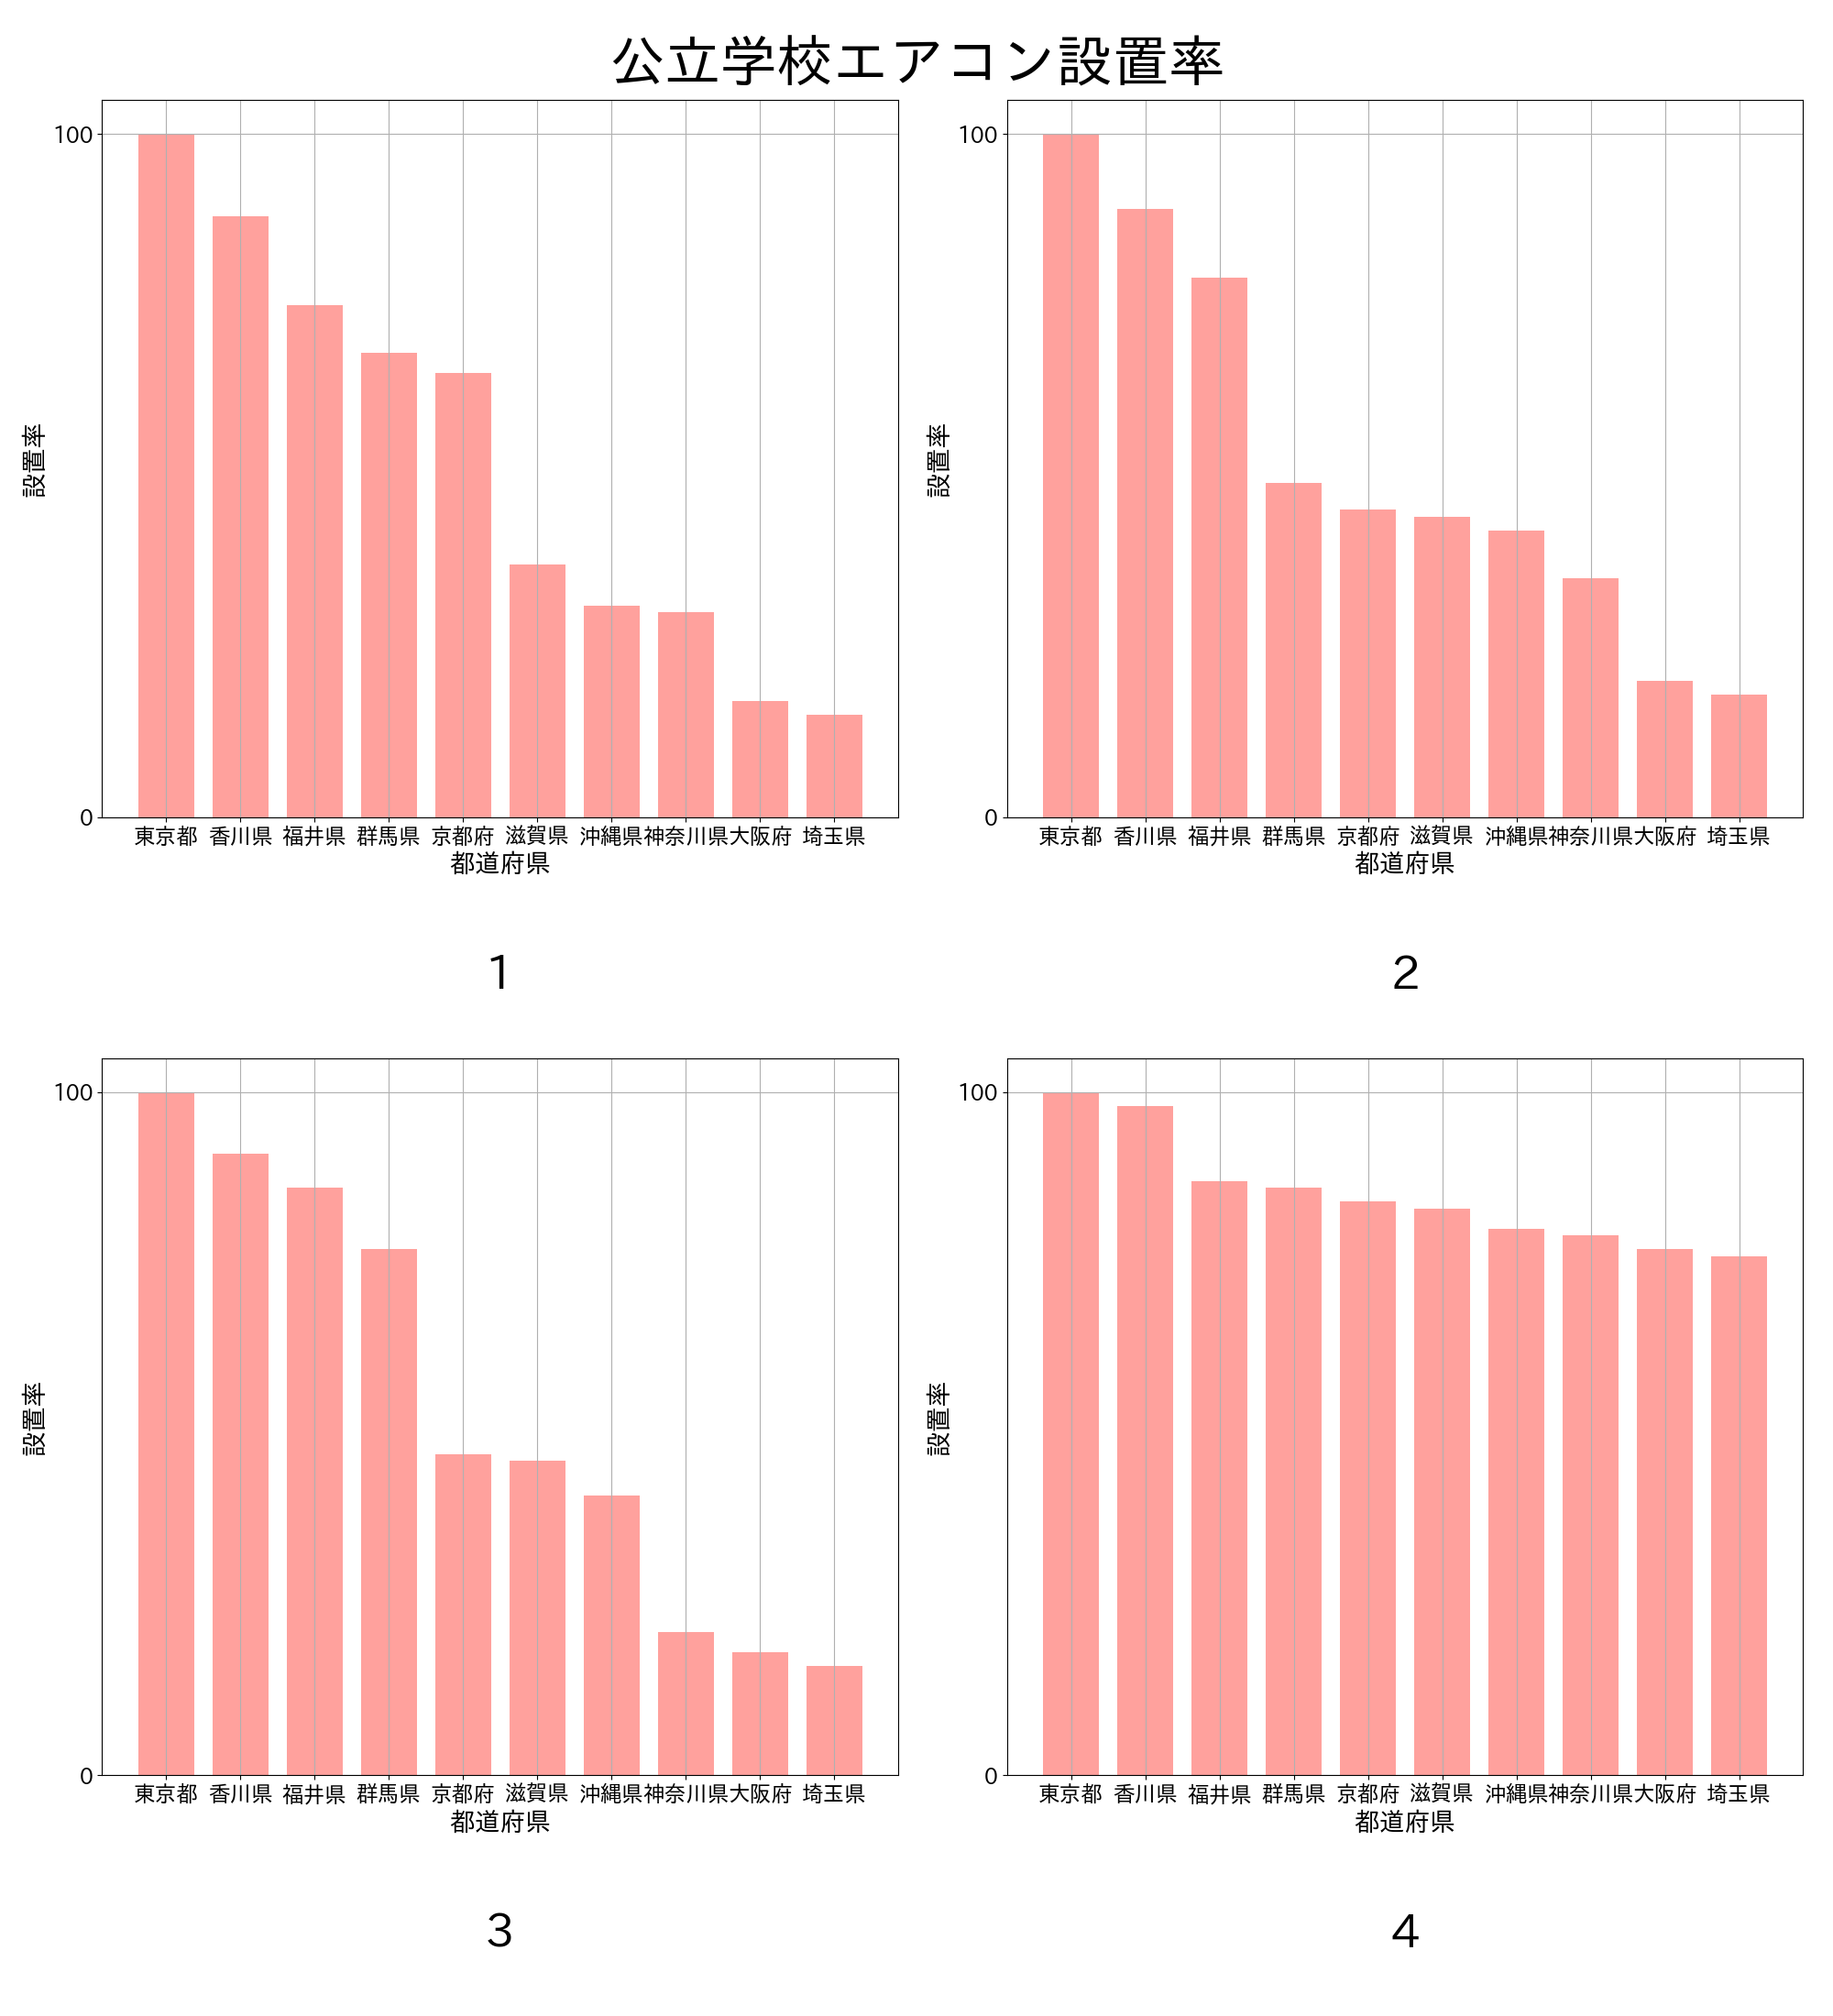 公立学校エアコン設置率
100
0
設置率
東京都 香川県 福井県 群馬県 京都府 滋賀県 沖縄県 神奈川県 大阪府 埼玉県
都道府県
1
100
0
設置率
東京都 香川県 福井県 群馬県 京都府 滋賀県 沖縄県 神奈川県 大阪府 埼玉県
都道府県
2
100
0
設置率
東京都 香川県 福井県 群馬県 京都府 滋賀県 沖縄県 神奈川県 大阪府 埼玉県
都道府県
3
100
0
設置率
東京都 香川県 福井県 群馬県 京都府 滋賀県 沖縄県 神奈川県 大阪府 埼玉県
都道府県
4